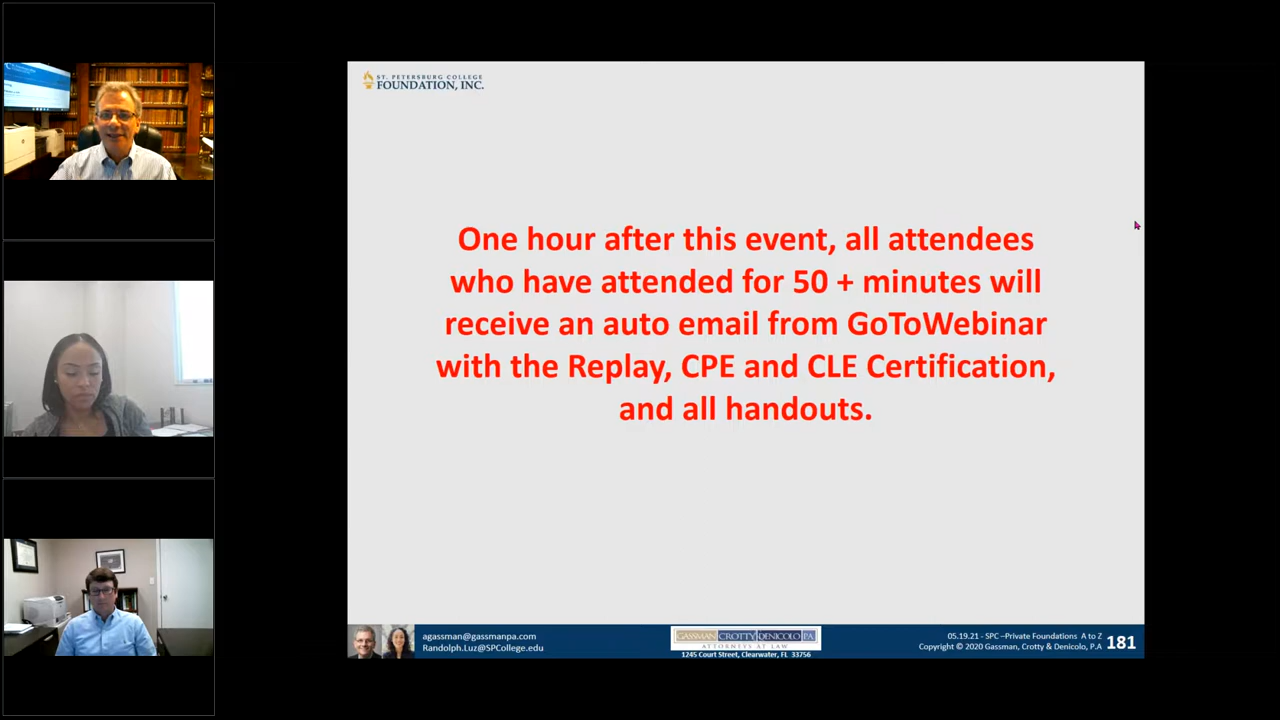 ST. PETERSBURG COLLEGE
FOUNDATION, INC.
One hour after this event, all attendees
who have attended for 50 + minutes will
receive an auto email from GoToWebinar
with the Replay, CPE and CLE Certification,
and all handouts.
agassman@gassmanpa.com
Randolph.Luz@SPCollege.edu
GASSMAN CROTTY DENICOLO PA
ATTORNEYS AT LAW
1245 Court Street, Clearwater, FL 33756
05.19.21 - SPC –Private Foundations A to Z
Copyright © 2020 Gassman, Crotty & Denicolo, P.A
181